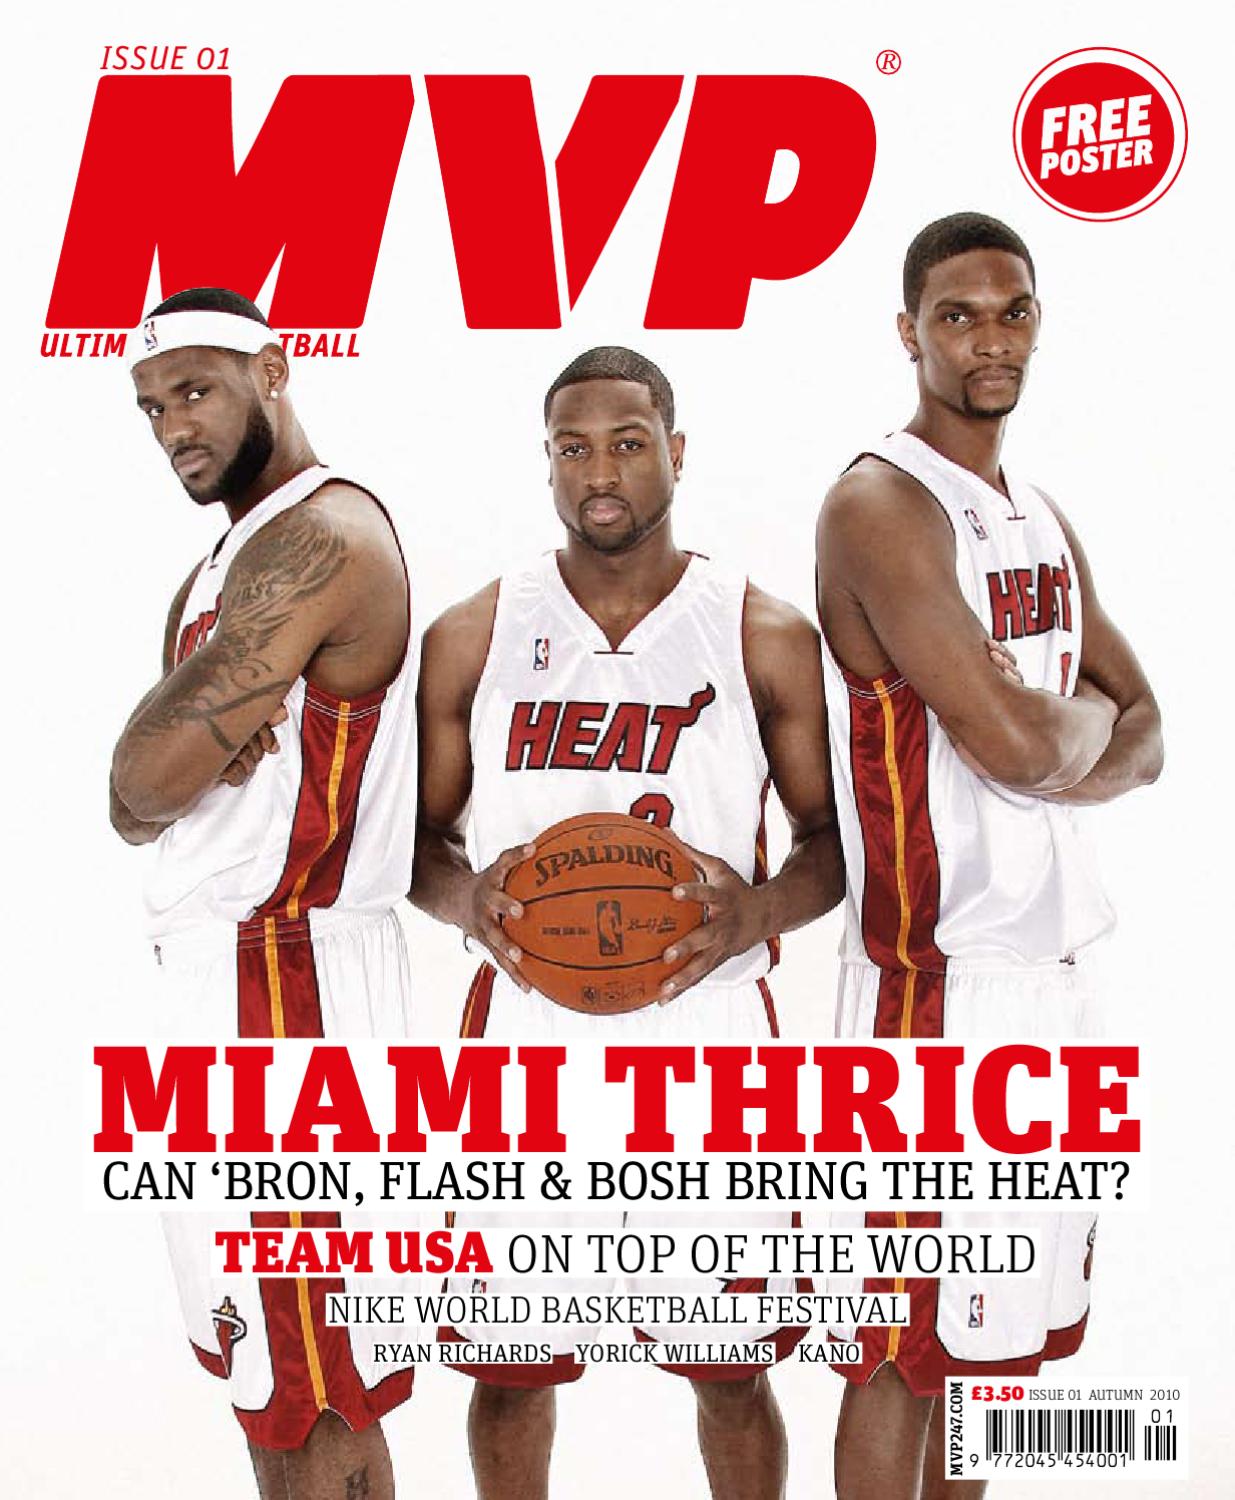 ISSUE 01
MVP®
FREE
POSTER
ULTIM TBALL
HEAT
HEAT
SPALDING
MIAMI THRICE
CAN ‘BRON, FLASH & BOSH BRING THE HEAT?
TEAM USA ON TOP OF THE WORLD
NIKE WORLD BASKETBALL FESTIVAL
RYAN RICHARDS YORICK WILLIAMS KANO
MVP247.COM
£3.50 ISSUE 01 AUTUMN 2010
01
9 772045 454001